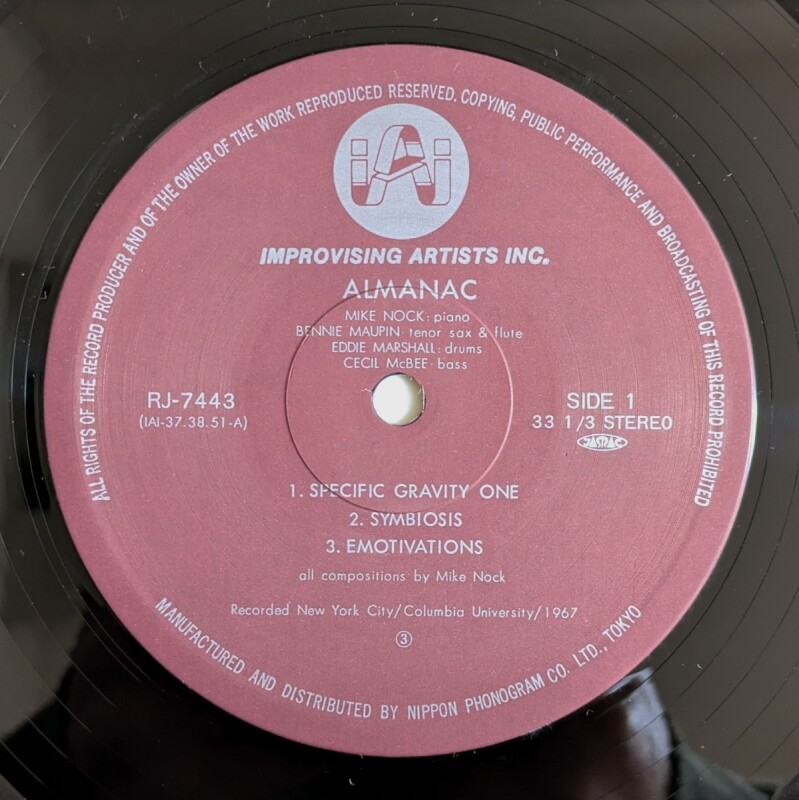 ALL RIGHTS OF THE RECORD PRODUCER AND OF THE OWNER OF THE WORK REPRODUCED RESERVED. COPYING, PUBLIC PERFORMANCE AND BROADCASTING OF THIS RECORD PROHIBITED
iAi
IMPROVISING ARTISTS INC.
ALMANAC
MIKE NOCK: piano
BENNIE MAUPIN tenor sax & flute
EDDIE MARSHALL: drums
CECIL McBEE· bass
RJ-7443
(IAI-37.38.51-A)
SIDE 1
33 1/3 STEREO
JASRAC
1. SPECIFIC GRAVITY ONE
2. SYMBIOSIS
3. EMOTIVATIONS
all compositions by Mike Nock
Recorded New York City/Columbia University/1967
③
MANUFACTURED AND DISTRIBUTED BY NIPPON PHONOGRAM CO. LTD., TOKYO